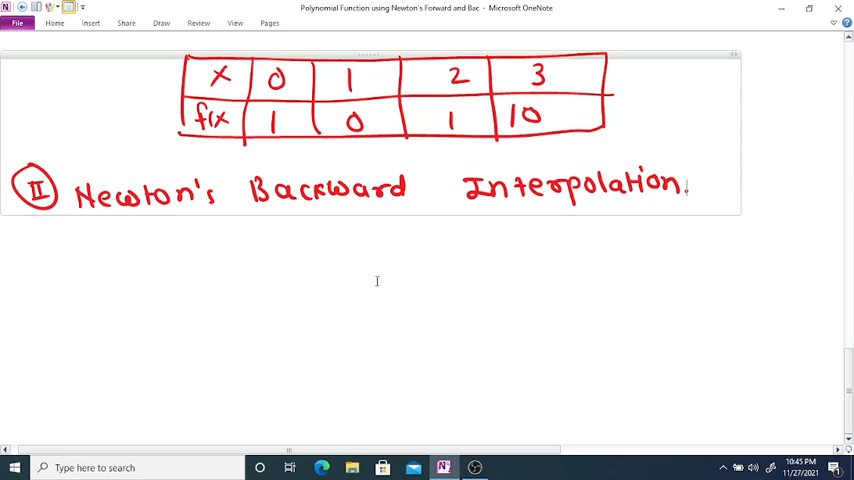 Polynomial Function using Newton's Forward and Bac - Microsoft OneNote
File Home Insert Share Draw Review View Pages
x 0 1 2 3
f(x 1 0 1 10
II Newton's Backward Interpolation.
Type here to search
10:45 PM
11/27/2021